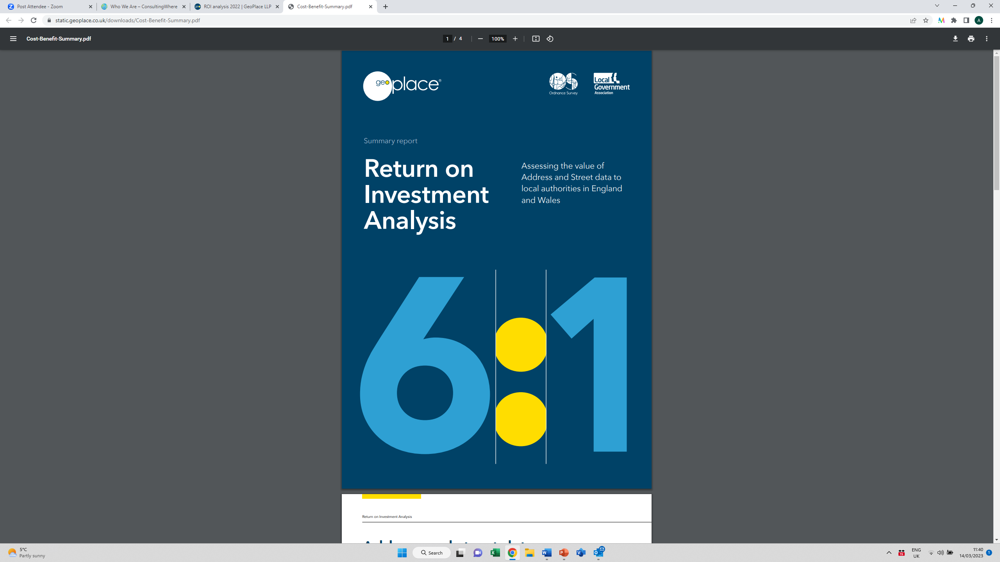 Post Attendee - Zoom
Who We Are – ConsultingWhere
ROI analysis 2022 | GeoPlace LLP
Cost-Benefit-Summary.pdf
static.geoplace.co.uk/downloads/Cost-Benefit-Summary.pdf
A
Cost-Benefit-Summary.pdf
1 / 4
100%
geoplace®
OS
Ordnance Survey
Local
Government
Association
Summary report
Return on
Investment
Analysis
Assessing the value of
Address and Street data to
local authorities in England
and Wales
6:1
Return on Investment Analysis
5°C
Partly sunny
Search
15
ENG
UK
11:40
14/03/2023
1